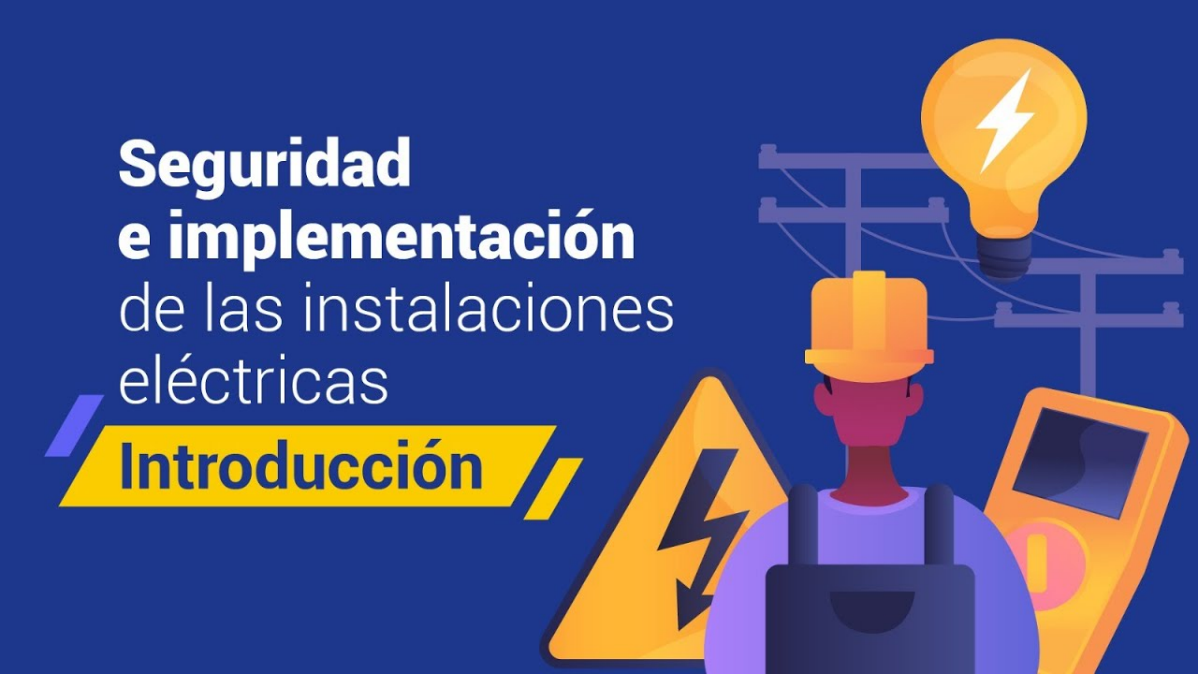 Seguridad
e implementación
de las instalaciones
eléctricas
Introducción